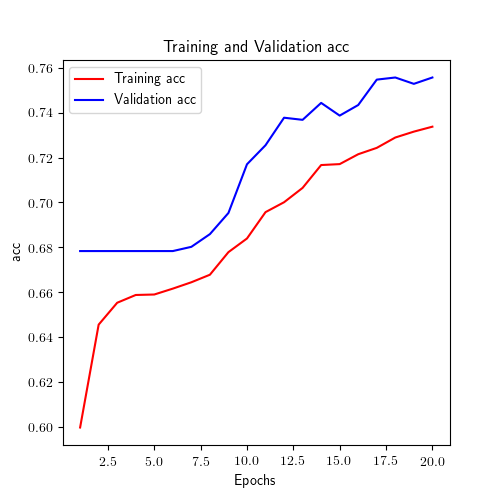 Training and Validation acc
Training acc
Validation acc
0.76
0.74
0.72
0.70
0.68
0.66
0.64
0.62
0.60
acc
2.5 5.0 7.5 10.0 12.5 15.0 17.5 20.0
Epochs